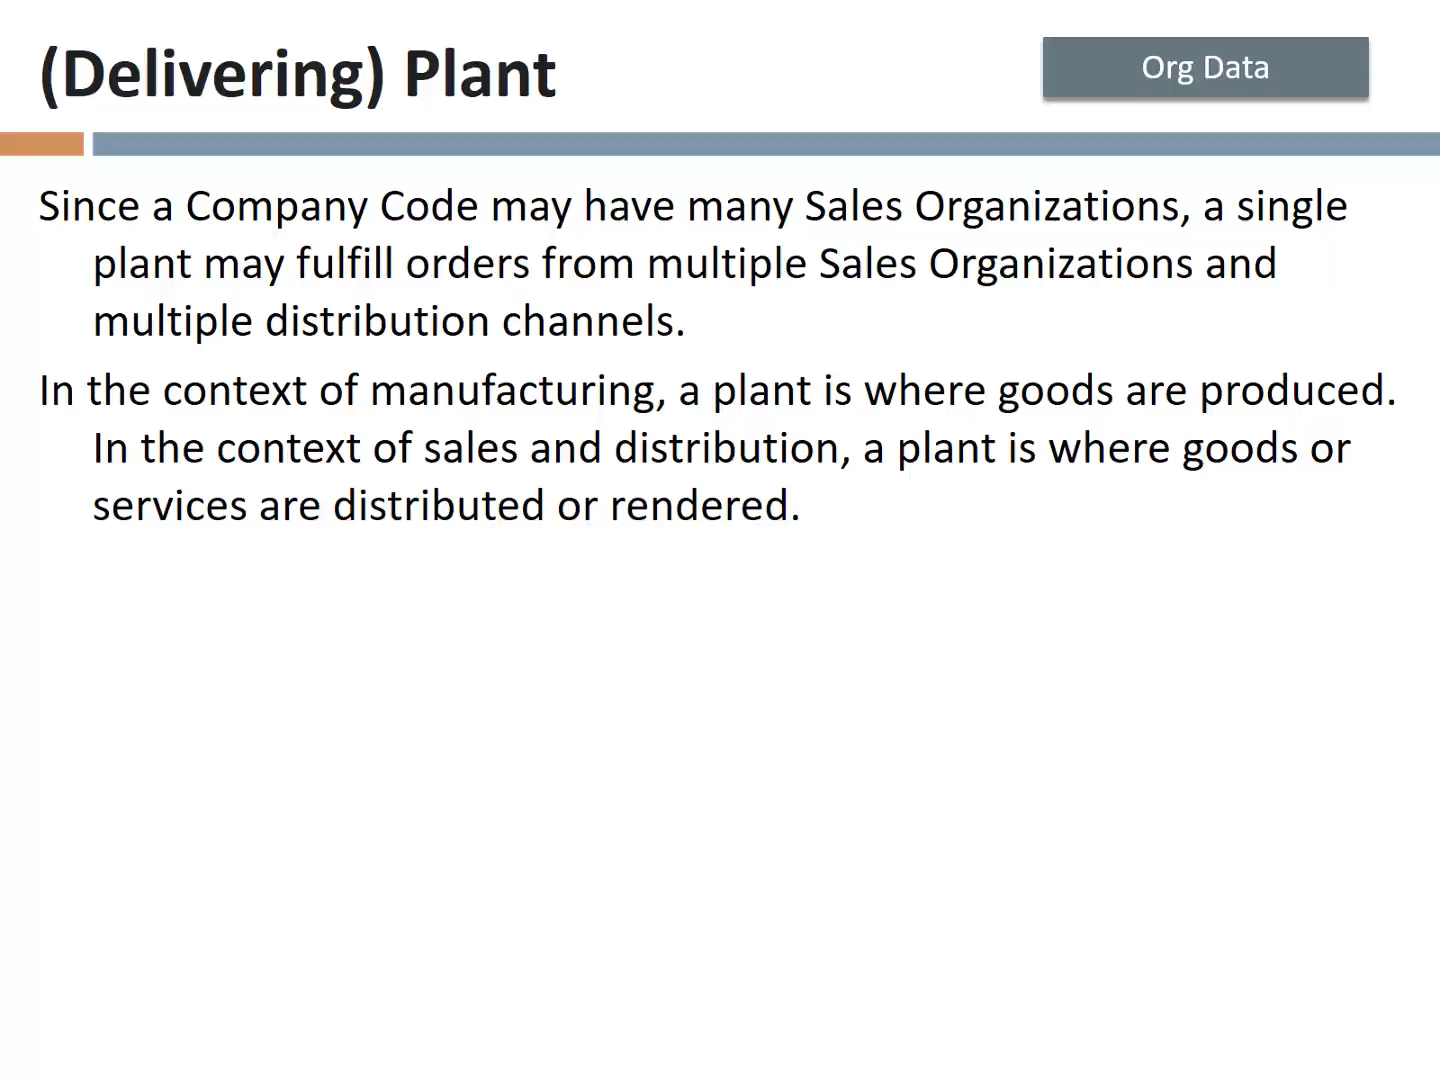 (Delivering) Plant
Org Data
Since a Company Code may have many Sales Organizations, a single
plant may fulfill orders from multiple Sales Organizations and
multiple distribution channels.
In the context of manufacturing, a plant is where goods are produced.
In the context of sales and distribution, a plant is where goods or
services are distributed or rendered.